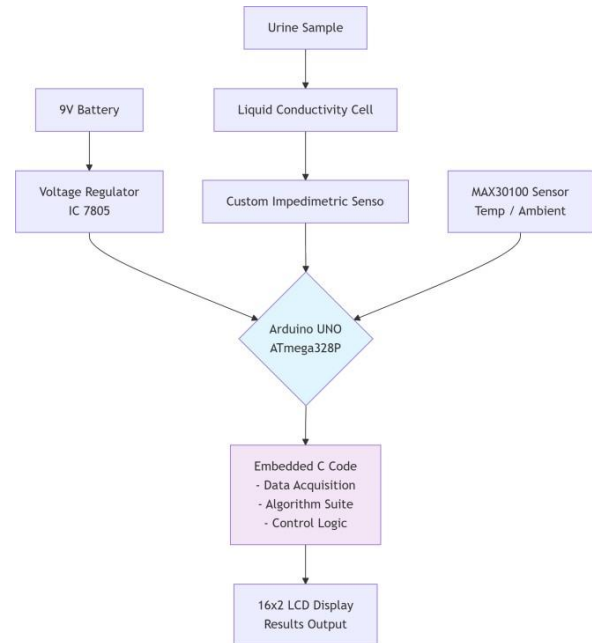 Urine Sample
9V Battery
Liquid Conductivity Cell
Voltage Regulator
IC 7805
Custom Impedimetric Senso
MAX30100 Sensor
Temp / Ambient
Arduino UNO
ATmega328P
Embedded C Code
- Data Acquisition
- Algorithm Suite
- Control Logic
16x2 LCD Display
Results Output